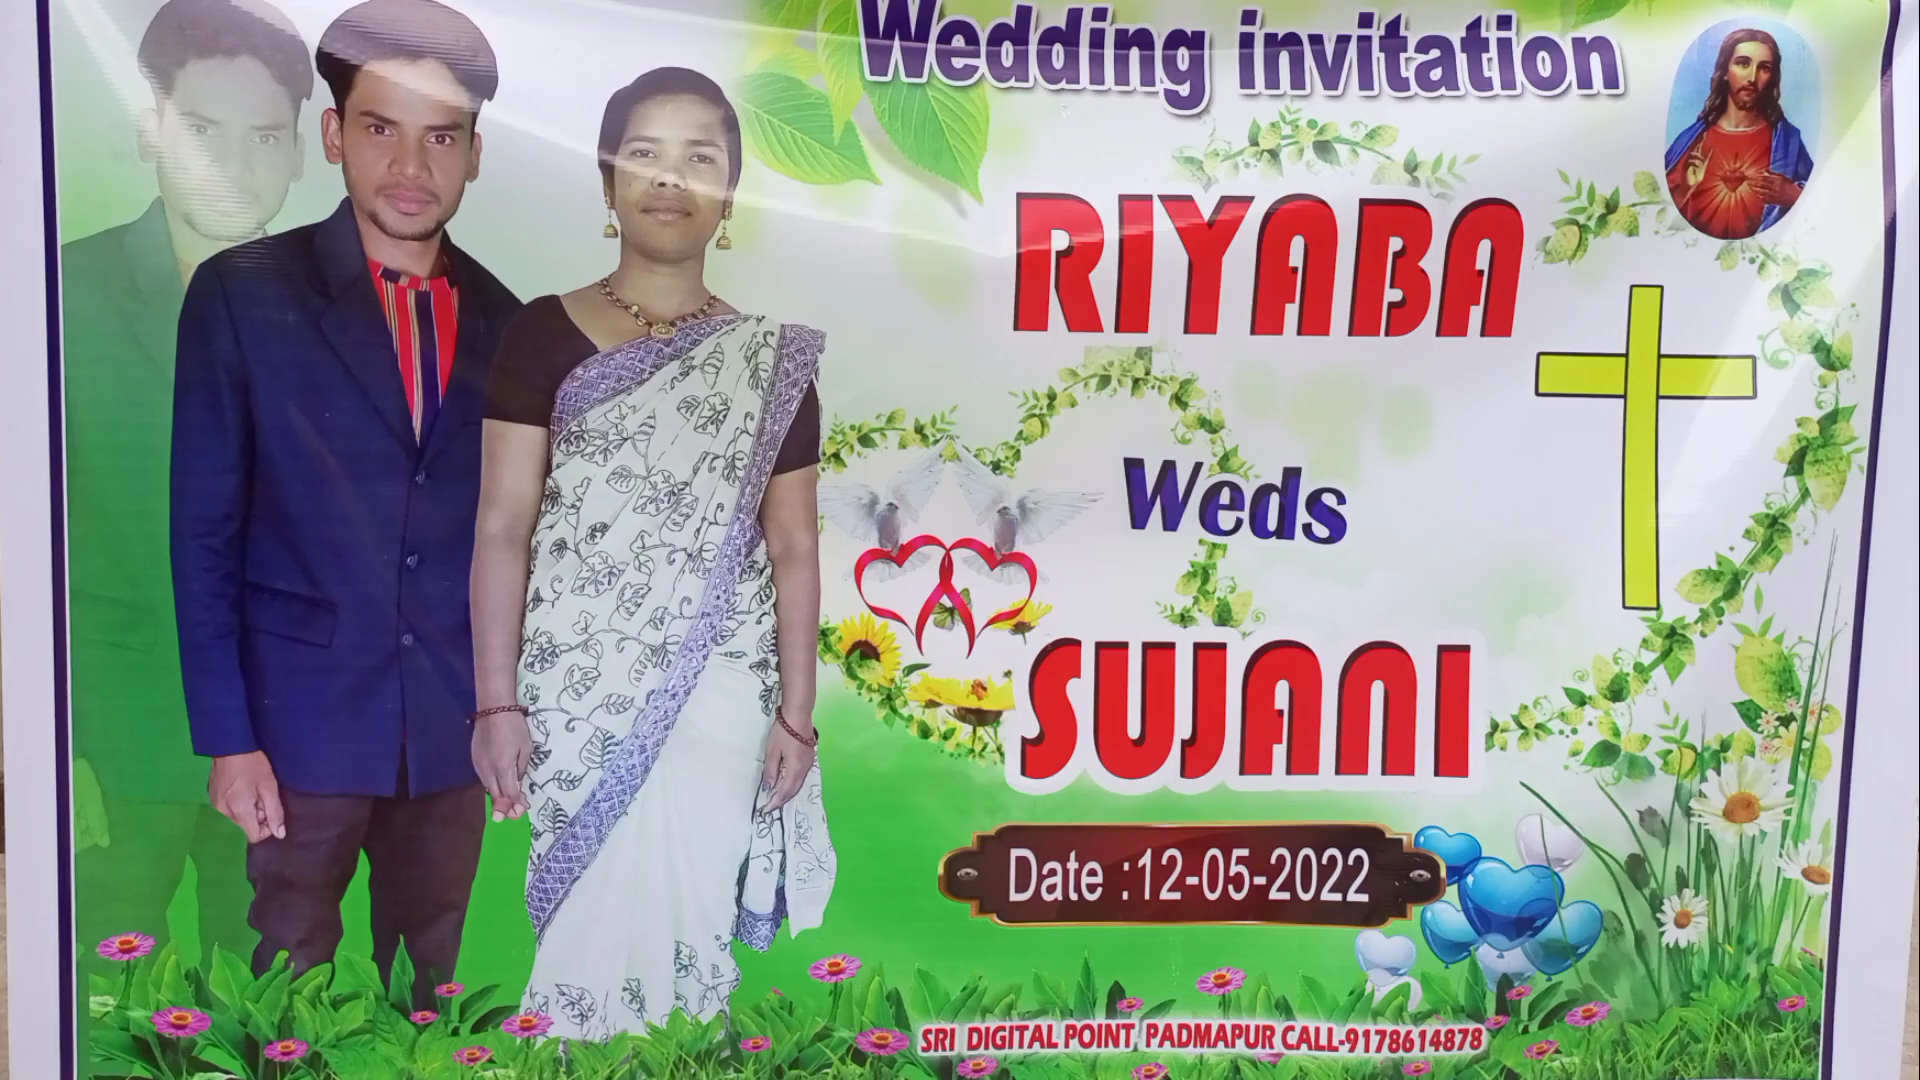 Wedding invitation
RIYABA
Weds
SUJANI
Date :12-05-2022
SRI DIGITAL POINT, PADMAPUR CALL-9178614878